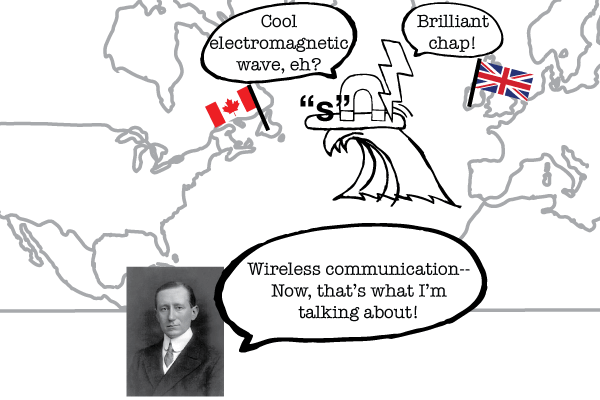 Cool
electromagnetic
wave, eh?
Brilliant
chap!
“s”
Wireless communication--
Now, that's what I'm
talking about!